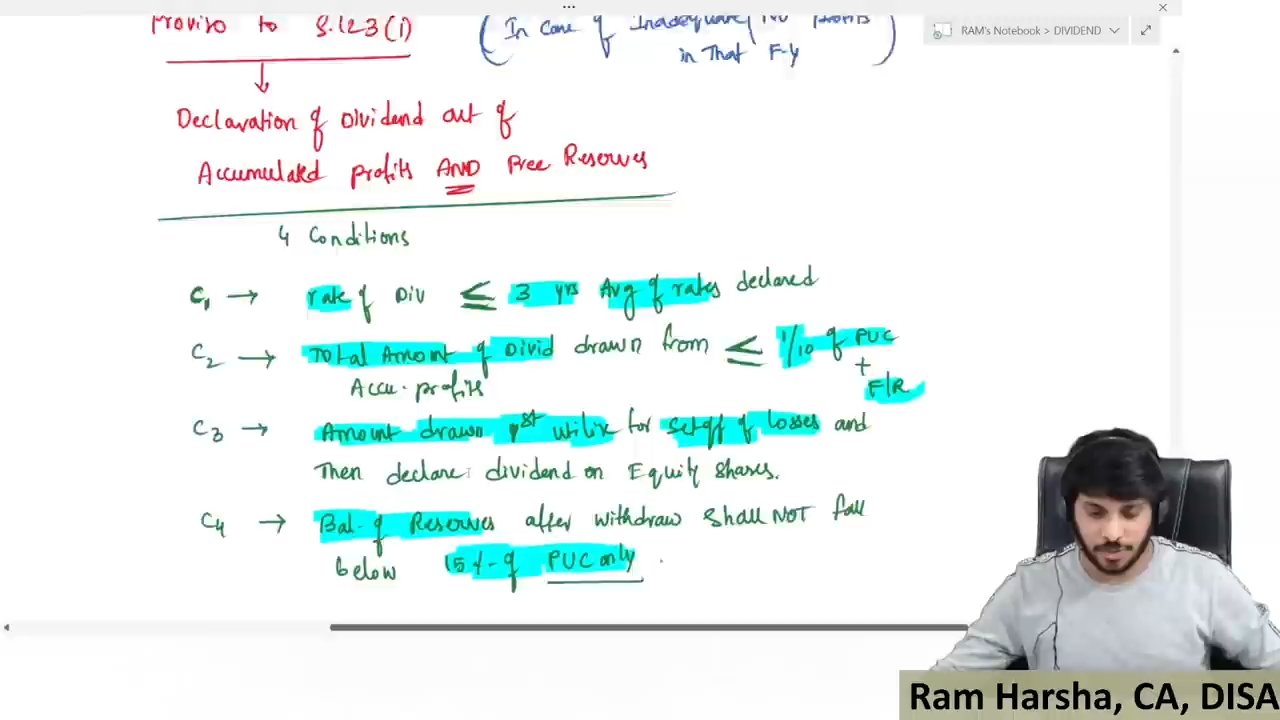 Proviso to S.123(1)
(In case of Inadequate/ No profits
in That F-Y)
RAM's Notebook > DIVIDEND
Declaration of Dividend out of
Accumulated profits AND Free Reserves
4 Conditions
C1 → rate of Div ≤ 3 yrs Avg of rates declared
C2 → Total Amount of Divid drawn from ≤ 1/10 of PUC
Accu. profits
+
F/R
C3 → Amount drawn 1st utilize for Setoff of losses and
Then declare dividend on Equity Shares.
C4 → Bal. of Reserves after withdraw shall NOT fall
below 15%- of PUC only
Ram Harsha, CA, DISA